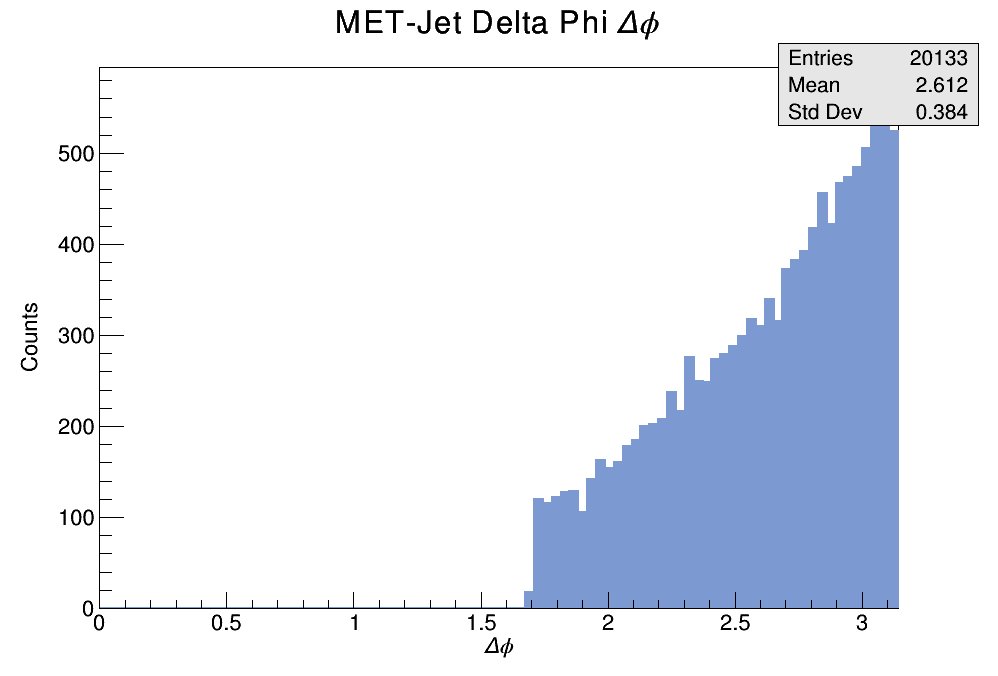 MET-Jet Delta Phi Δϕ
Entries 20133
Mean 2.612
Std Dev 0.384
Counts
500
400
300
200
100
0
0 0.5 1 1.5 2 2.5 3
Δϕ